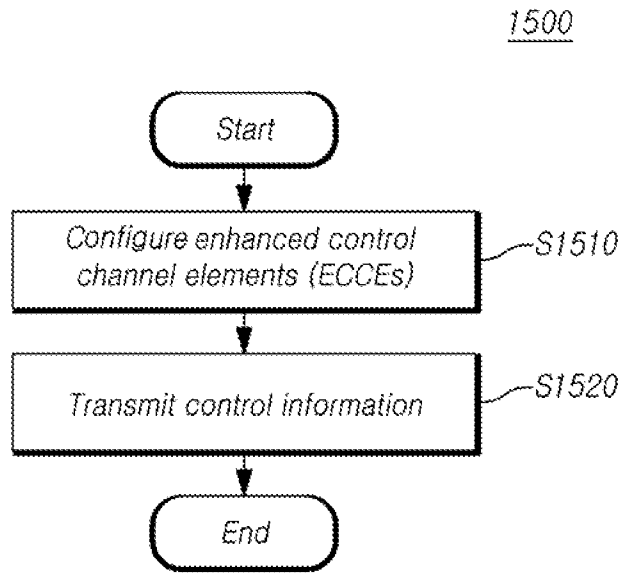 1500
Start
Configure enhanced control
channel elements (ECCEs)
S1510
Transmit control information
S1520
End